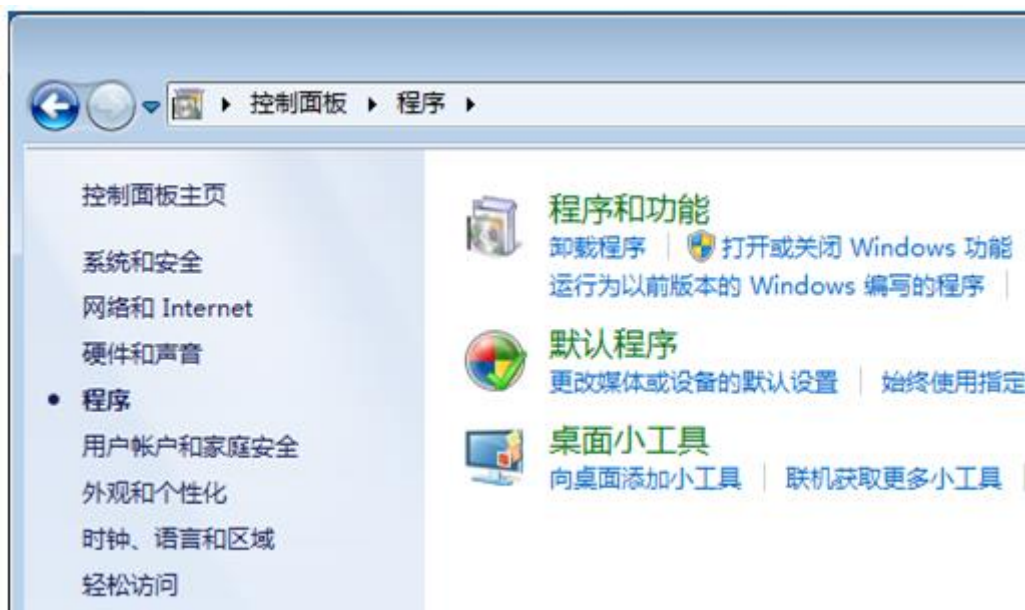 控制面板 程序
控制面板主页
系统和安全
网络和 Internet
硬件和声音
程序
用户帐户和家庭安全
外观和个性化
时钟、语言和区域
轻松访问
程序和功能
卸载程序 打开或关闭 Windows 功能
运行为以前版本的 Windows 编写的程序
默认程序
更改媒体或设备的默认设置 始终使用指定
桌面小工具
向桌面添加小工具 联机获取更多小工具